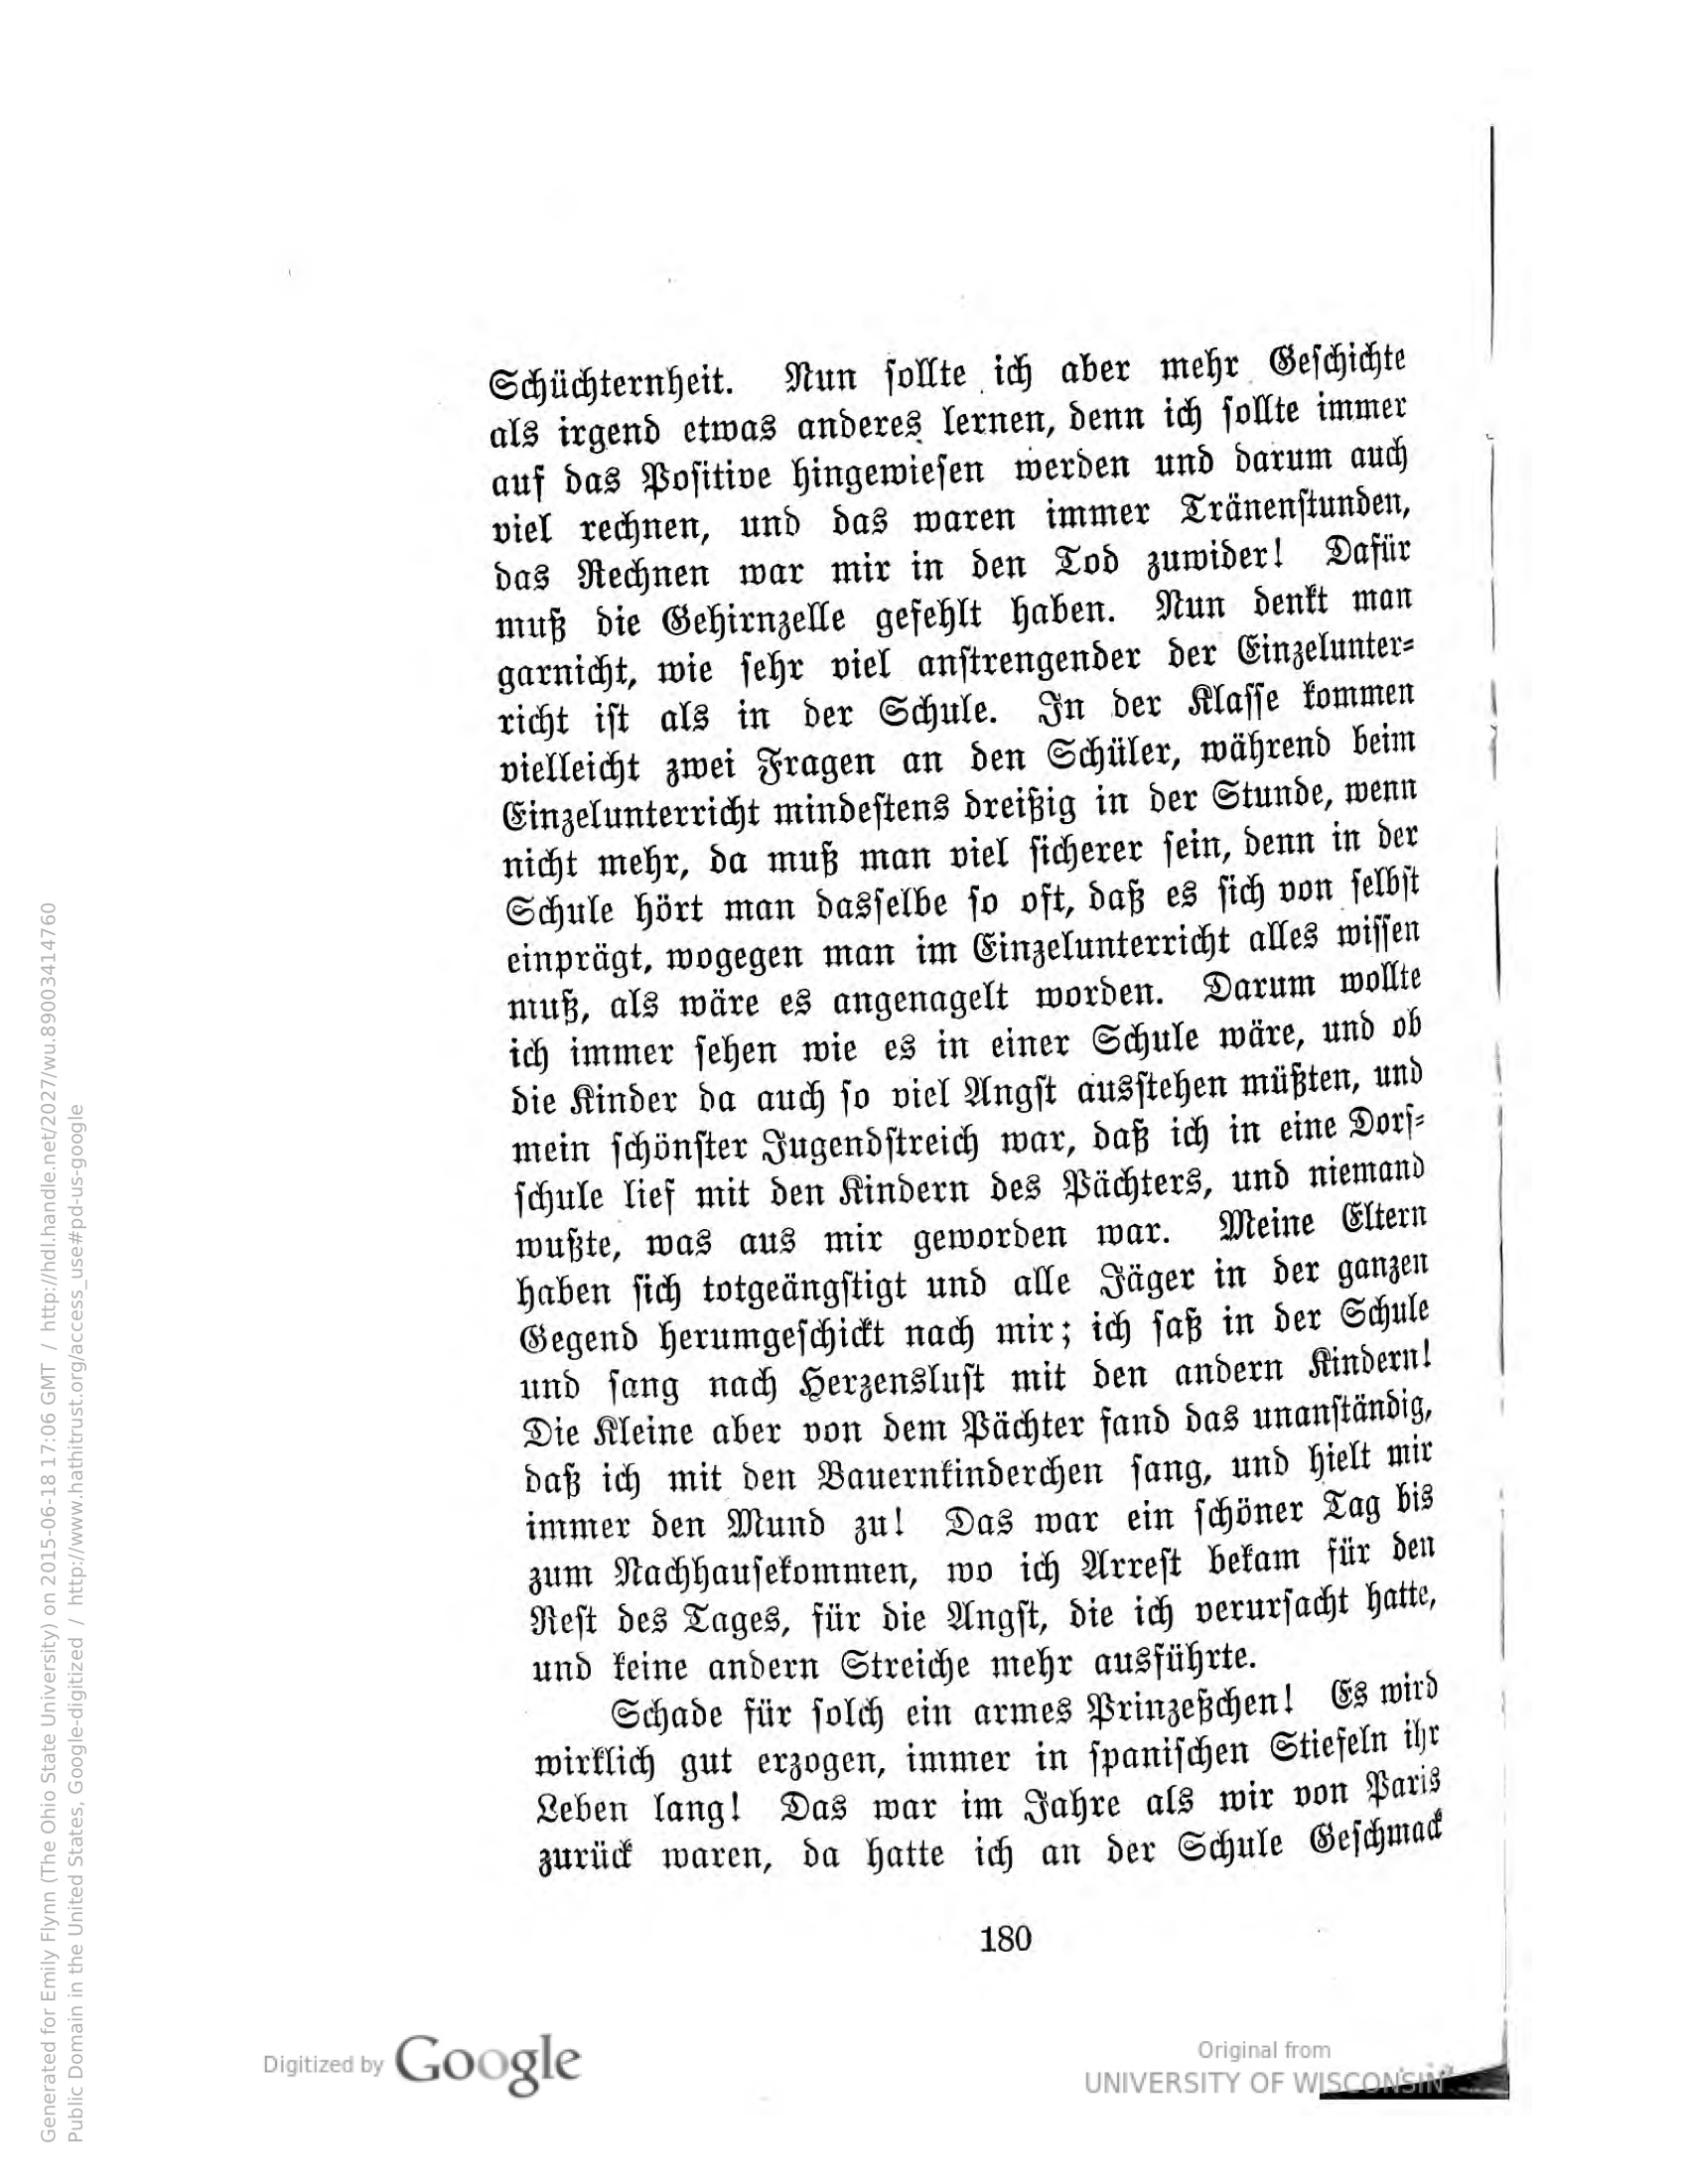 Schüchternheit. Nun sollte ich aber mehr Geschichte
als irgend etwas anderes lernen, denn ich sollte immer
auf das Positive hingewiesen werden und darum auch
viel rechnen, und das waren immer Tränenstunden,
das Rechnen war mir in den Tod zuwider! Dafür
muß die Gehirnzelle gefehlt haben. Nun denkt man
garnicht, wie sehr viel anstrengender der Einzelunter-
richt ist als in der Schule. In der Klasse kommen
vielleicht zwei Fragen an den Schüler, während beim
Einzelunterricht mindestens dreißig in der Stunde, wenn
nicht mehr, da muß man viel sicherer sein, denn in der
Schule hört man dasselbe so oft, daß es sich von selbst
einprägt, wogegen man im Einzelunterricht alles wissen
muß, als wäre es angenagelt worden. Darum wollte
ich immer sehen wie es in einer Schule wäre, und ob
die Kinder da auch so viel Angst ausstehen müßten, und
mein schönster Jugendstreich war, daß ich in eine Dorf-
schule lief mit den Kindern des Pächters, und niemand
wußte, was aus mir geworden war. Meine Eltern
haben sich totgeängstigt und alle Jäger in der ganzen
Gegend herumgeschickt nach mir; ich saß in der Schule
und sang nach Herzenslust mit den andern Kindern!
Die Kleine aber von dem Pächter fand das unanständig,
daß ich mit den Bauernkinderchen sang, und hielt mir
immer den Mund zu! Das war ein schöner Tag bis
zum Nachhausekommen, wo ich Arrest bekam für den
Rest des Tages, für die Angst, die ich verursacht hatte,
und keine andern Streiche mehr ausführte.
Schade für solch ein armes Prinzeßchen! Es wird
wirklich gut erzogen, immer in spanischen Stiefeln ihr
Leben lang! Das war im Jahre als wir von Paris
zurück waren, da hatte ich an der Schule Geschmack
180
Digitized by Google
Original from
UNIVERSITY OF WISCONSIN
Generated for Emily Flynn (The Ohio State University) on 2015-06-18 17:06 GMT / http://hdl.handle.net/2027/wu.89003414760
Public Domain in the United States, Google-digitized / http://www.hathitrust.org/access_use#pd-us-google